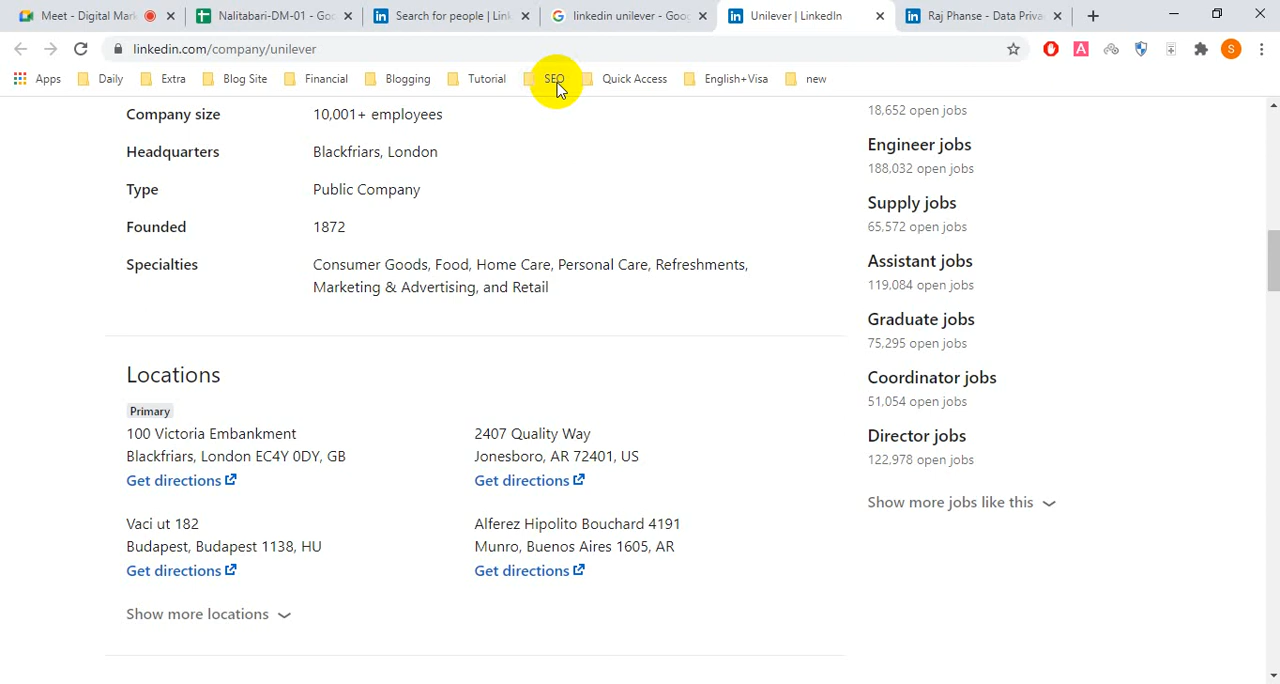 Meet - Digital Mark
Nalitabari-DM-01 - Goo
Search for people | Link
linkedin unilever - Goog
Unilever | LinkedIn
Raj Phanse - Data Priva
linkedin.com/company/unilever
Apps
Daily
Extra
Blog Site
Financial
Blogging
Tutorial
SEO
Quick Access
English+Visa
new
Company size
10,001+ employees
Headquarters
Blackfriars, London
Type
Public Company
Founded
1872
Specialties
Consumer Goods, Food, Home Care, Personal Care, Refreshments,
Marketing & Advertising, and Retail
Locations
Primary
100 Victoria Embankment
Blackfriars, London EC4Y 0DY, GB
Get directions
2407 Quality Way
Jonesboro, AR 72401, US
Get directions
Vaci ut 182
Budapest, Budapest 1138, HU
Get directions
Alferez Hipolito Bouchard 4191
Munro, Buenos Aires 1605, AR
Get directions
Show more locations
18,652 open jobs
Engineer jobs
188,032 open jobs
Supply jobs
65,572 open jobs
Assistant jobs
119,084 open jobs
Graduate jobs
75,295 open jobs
Coordinator jobs
51,054 open jobs
Director jobs
122,978 open jobs
Show more jobs like this